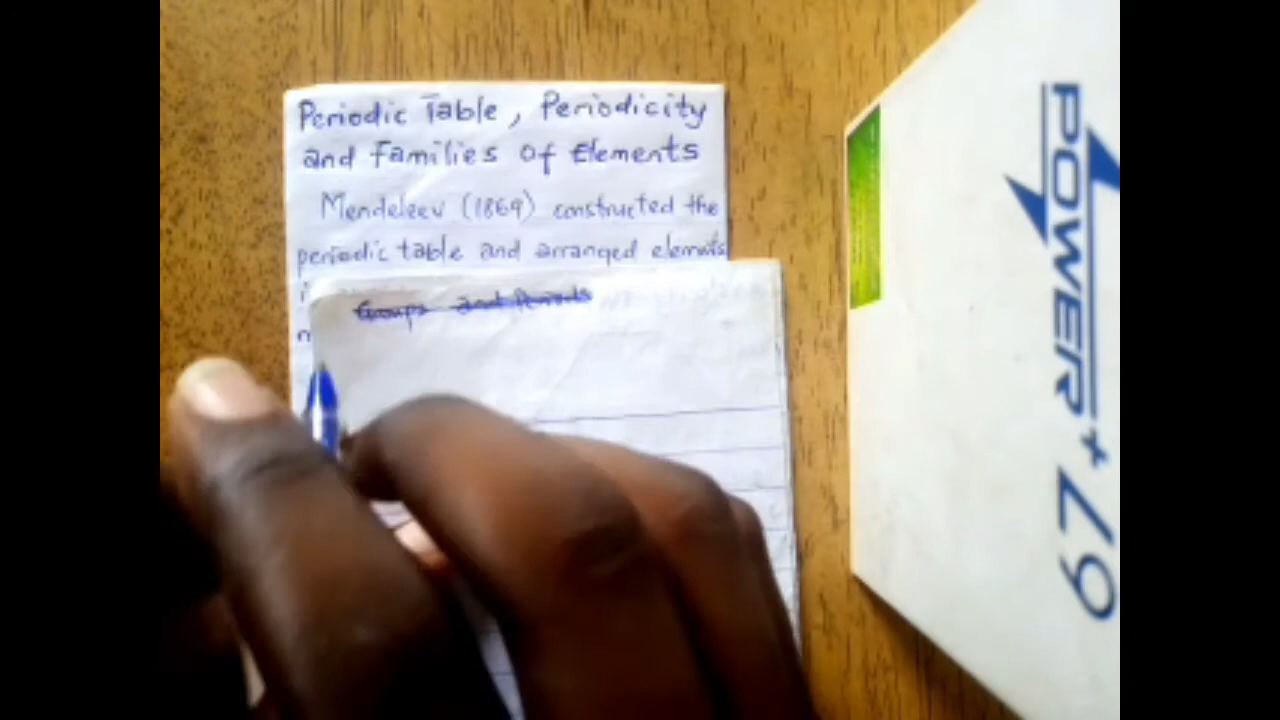 Periodic Table, Periodicity
and Families of Elements
Mendeleev (1869) constructed the
periodic table and arranged elements
Groups and Periods
POWER+ L9